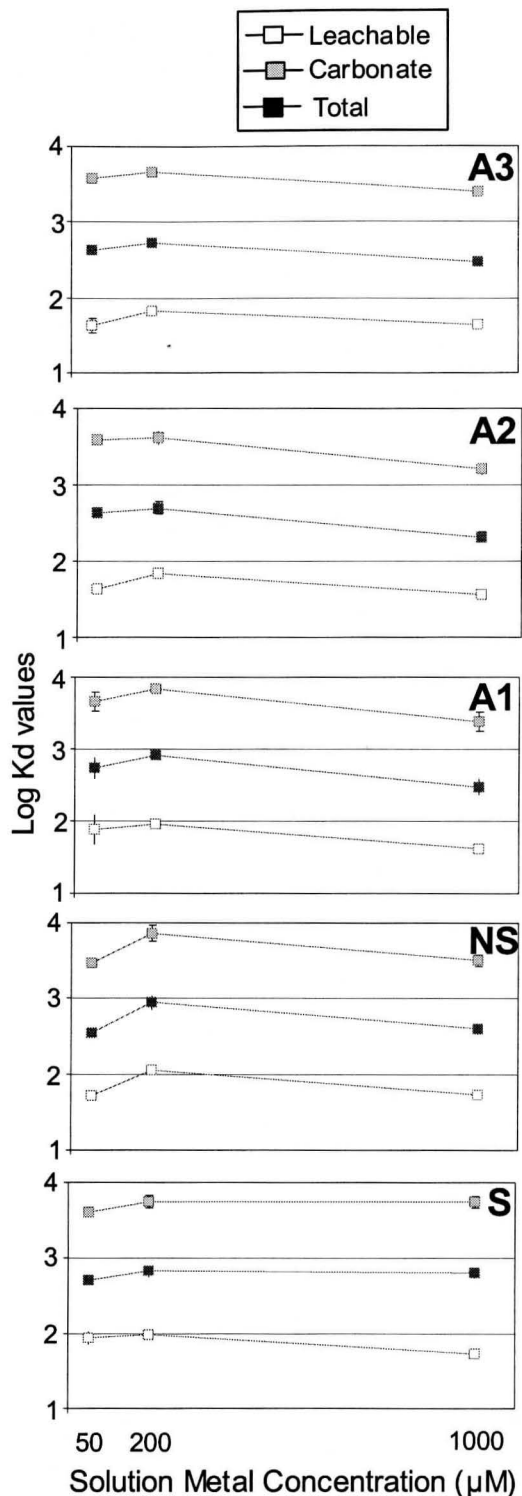 Leachable
Carbonate
Total
A3
4
3
2
1
A2
4
3
2
1
A1
4
3
2
1
NS
4
3
2
1
S
4
3
2
1
Log Kd values
50 200 1000
Solution Metal Concentration (µM)